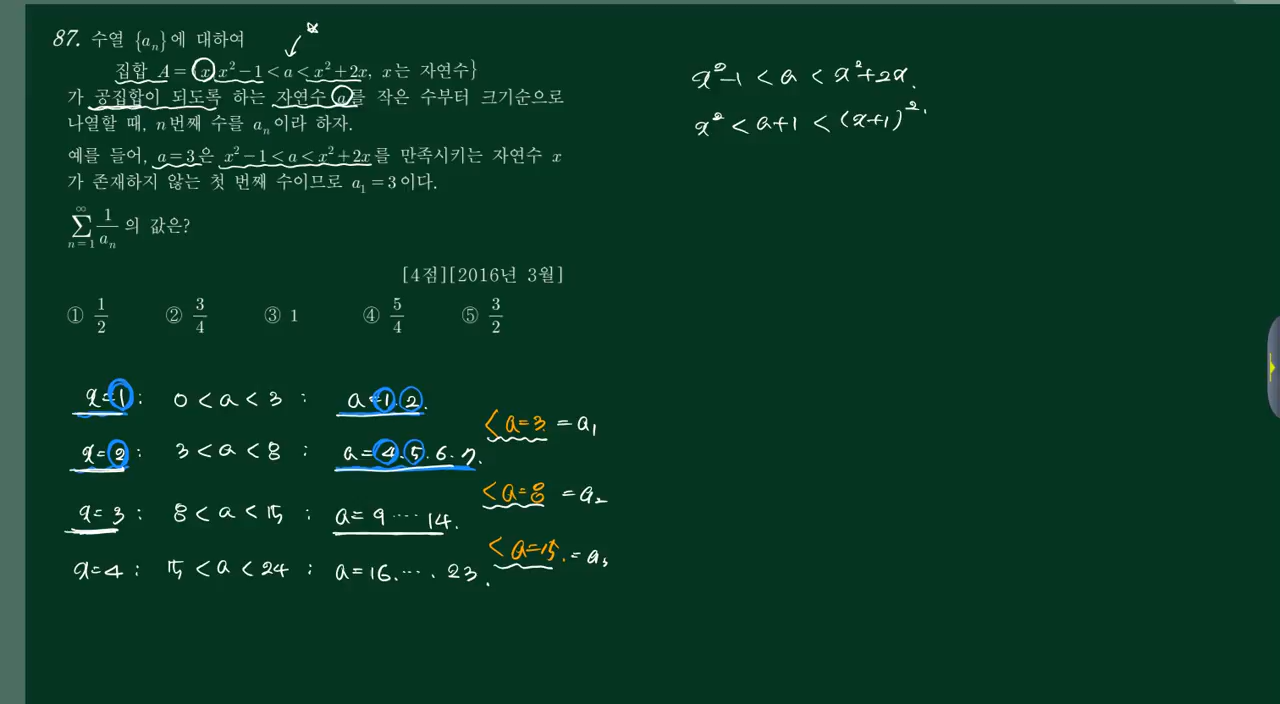 87. 수열 {aₙ}에 대하여
집합 A = {x|x²−1<a<x²+2x, x는 자연수}
가 공집합이 되도록 하는 자연수 a를 작은 수부터 크기순으로
나열할 때, n번째 수를 aₙ이라 하자.
예를 들어, a=3은 x²−1<a<x²+2x를 만족시키는 자연수 x
가 존재하지 않는 첫 번째 수이므로 a₁=3이다.
∞∑n=1 1/aₙ 의 값은?
[4점][2016년 3월]
① 1/2 ② 3/4 ③ 1 ④ 5/4 ⑤ 3/2
x²−1 < a < x²+2x.
x² < a+1 < (x+1)².
x=1 : 0 < a < 3 : a=1. 2.
< a=3. = a₁
x=2 : 3 < a < 8 : a= 4. 5. 6. 7.
< a=8 = a₂
x= 3 : 8 < a < 15 : a= 9 ···· 14.
< a=15. = a₃
x=4 : 15 < a < 24 : a=16. ··· . 23.